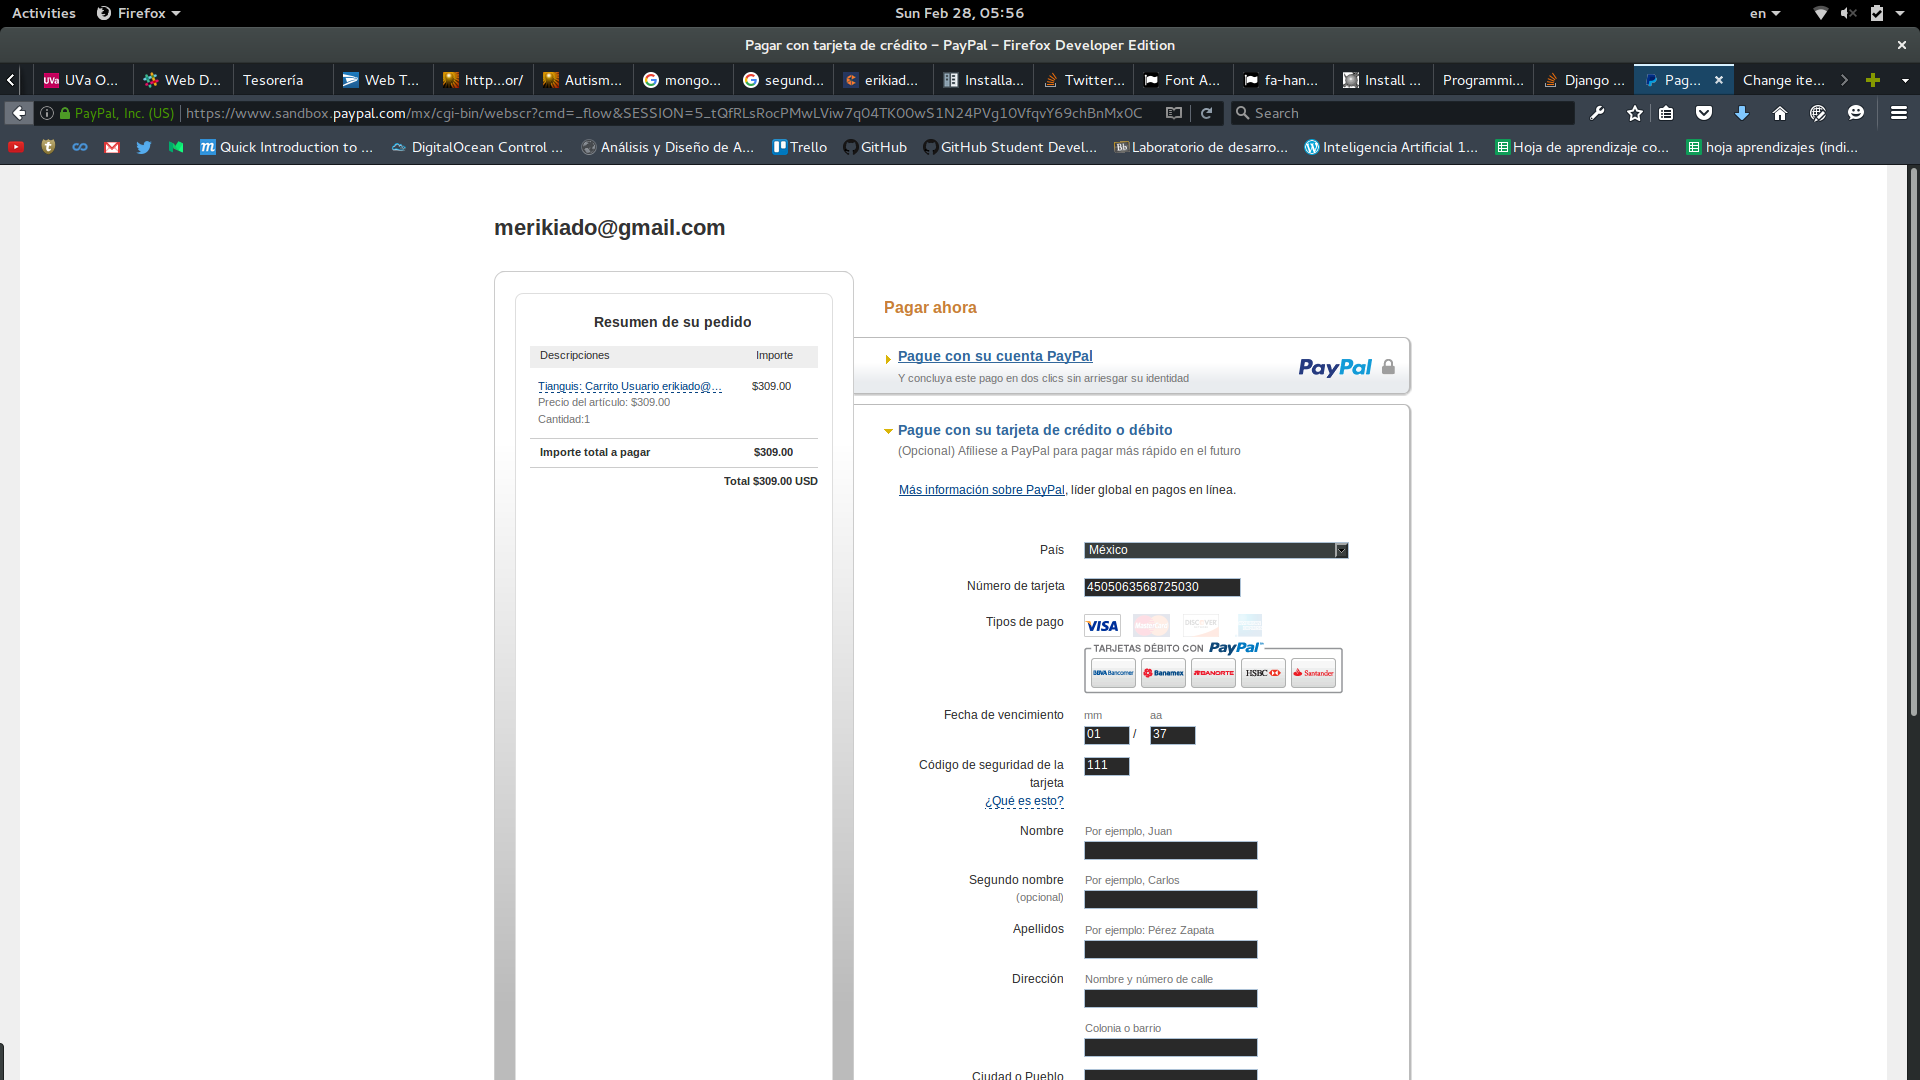 Activities Firefox Sun Feb 28, 05:56 en
Pagar con tarjeta de crédito – PayPal – Firefox Developer Edition
UVa O... Web D... Tesorería Web T... http...or/ Autism... mongo... segund... erikiad... Installa... Twitter... Font A... fa-han... Install ... Programmi... Django ... Pag... Change ite...
PayPal, Inc. (US) https://www.sandbox.paypal.com/mx/cgi-bin/webscr?cmd=_flow&SESSION=5_tQfRLsRocPMwLViw7q04TK00wS1N24PVg10VfqvY69chBnMx0C Search
Quick Introduction to ... DigitalOcean Control ... Análisis y Diseño de A... Trello GitHub GitHub Student Devel... Laboratorio de desarro... Inteligencia Artificial 1... Hoja de aprendizaje co... hoja aprendizajes (indi...
merikiado@gmail.com
Resumen de su pedido
Descripciones Importe
Tianguis: Carrito Usuario erikiado@... $309.00
Precio del artículo: $309.00
Cantidad:1
Importe total a pagar $309.00
Total $309.00 USD
Pagar ahora
Pague con su cuenta PayPal
Y concluya este pago en dos clics sin arriesgar su identidad
PayPal
Pague con su tarjeta de crédito o débito
(Opcional) Afíliese a PayPal para pagar más rápido en el futuro
Más información sobre PayPal, líder global en pagos en línea.
País México
Número de tarjeta 4505063568725030
Tipos de pago VISA MasterCard DISCOVER
TARJETAS DÉBITO CON PayPal
BBVA Bancomer Banamex BANORTE HSBC Santander
Fecha de vencimiento mm aa
01 / 37
Código de seguridad de la tarjeta 111
¿Qué es esto?
Nombre Por ejemplo, Juan
Segundo nombre Por ejemplo, Carlos
(opcional)
Apellidos Por ejemplo: Pérez Zapata
Dirección Nombre y número de calle
Colonia o barrio
Ciudad o Pueblo